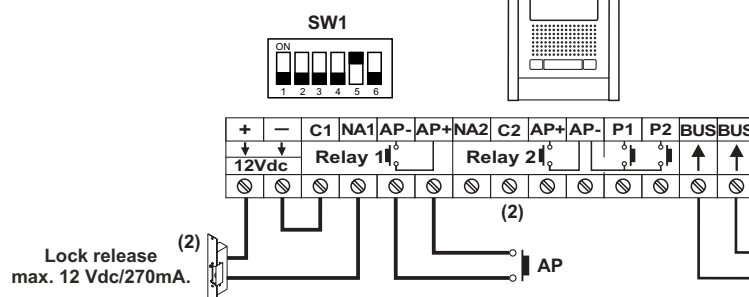 SW1
ON
1 2 3 4 5 6
+ – C1 NA1 AP- AP+ NA2 C2 AP+ AP- P1 P2 BUS BUS
12Vdc Relay 1 Relay 2
(2)
(2)
Lock release
max. 12 Vdc/270mA.
AP